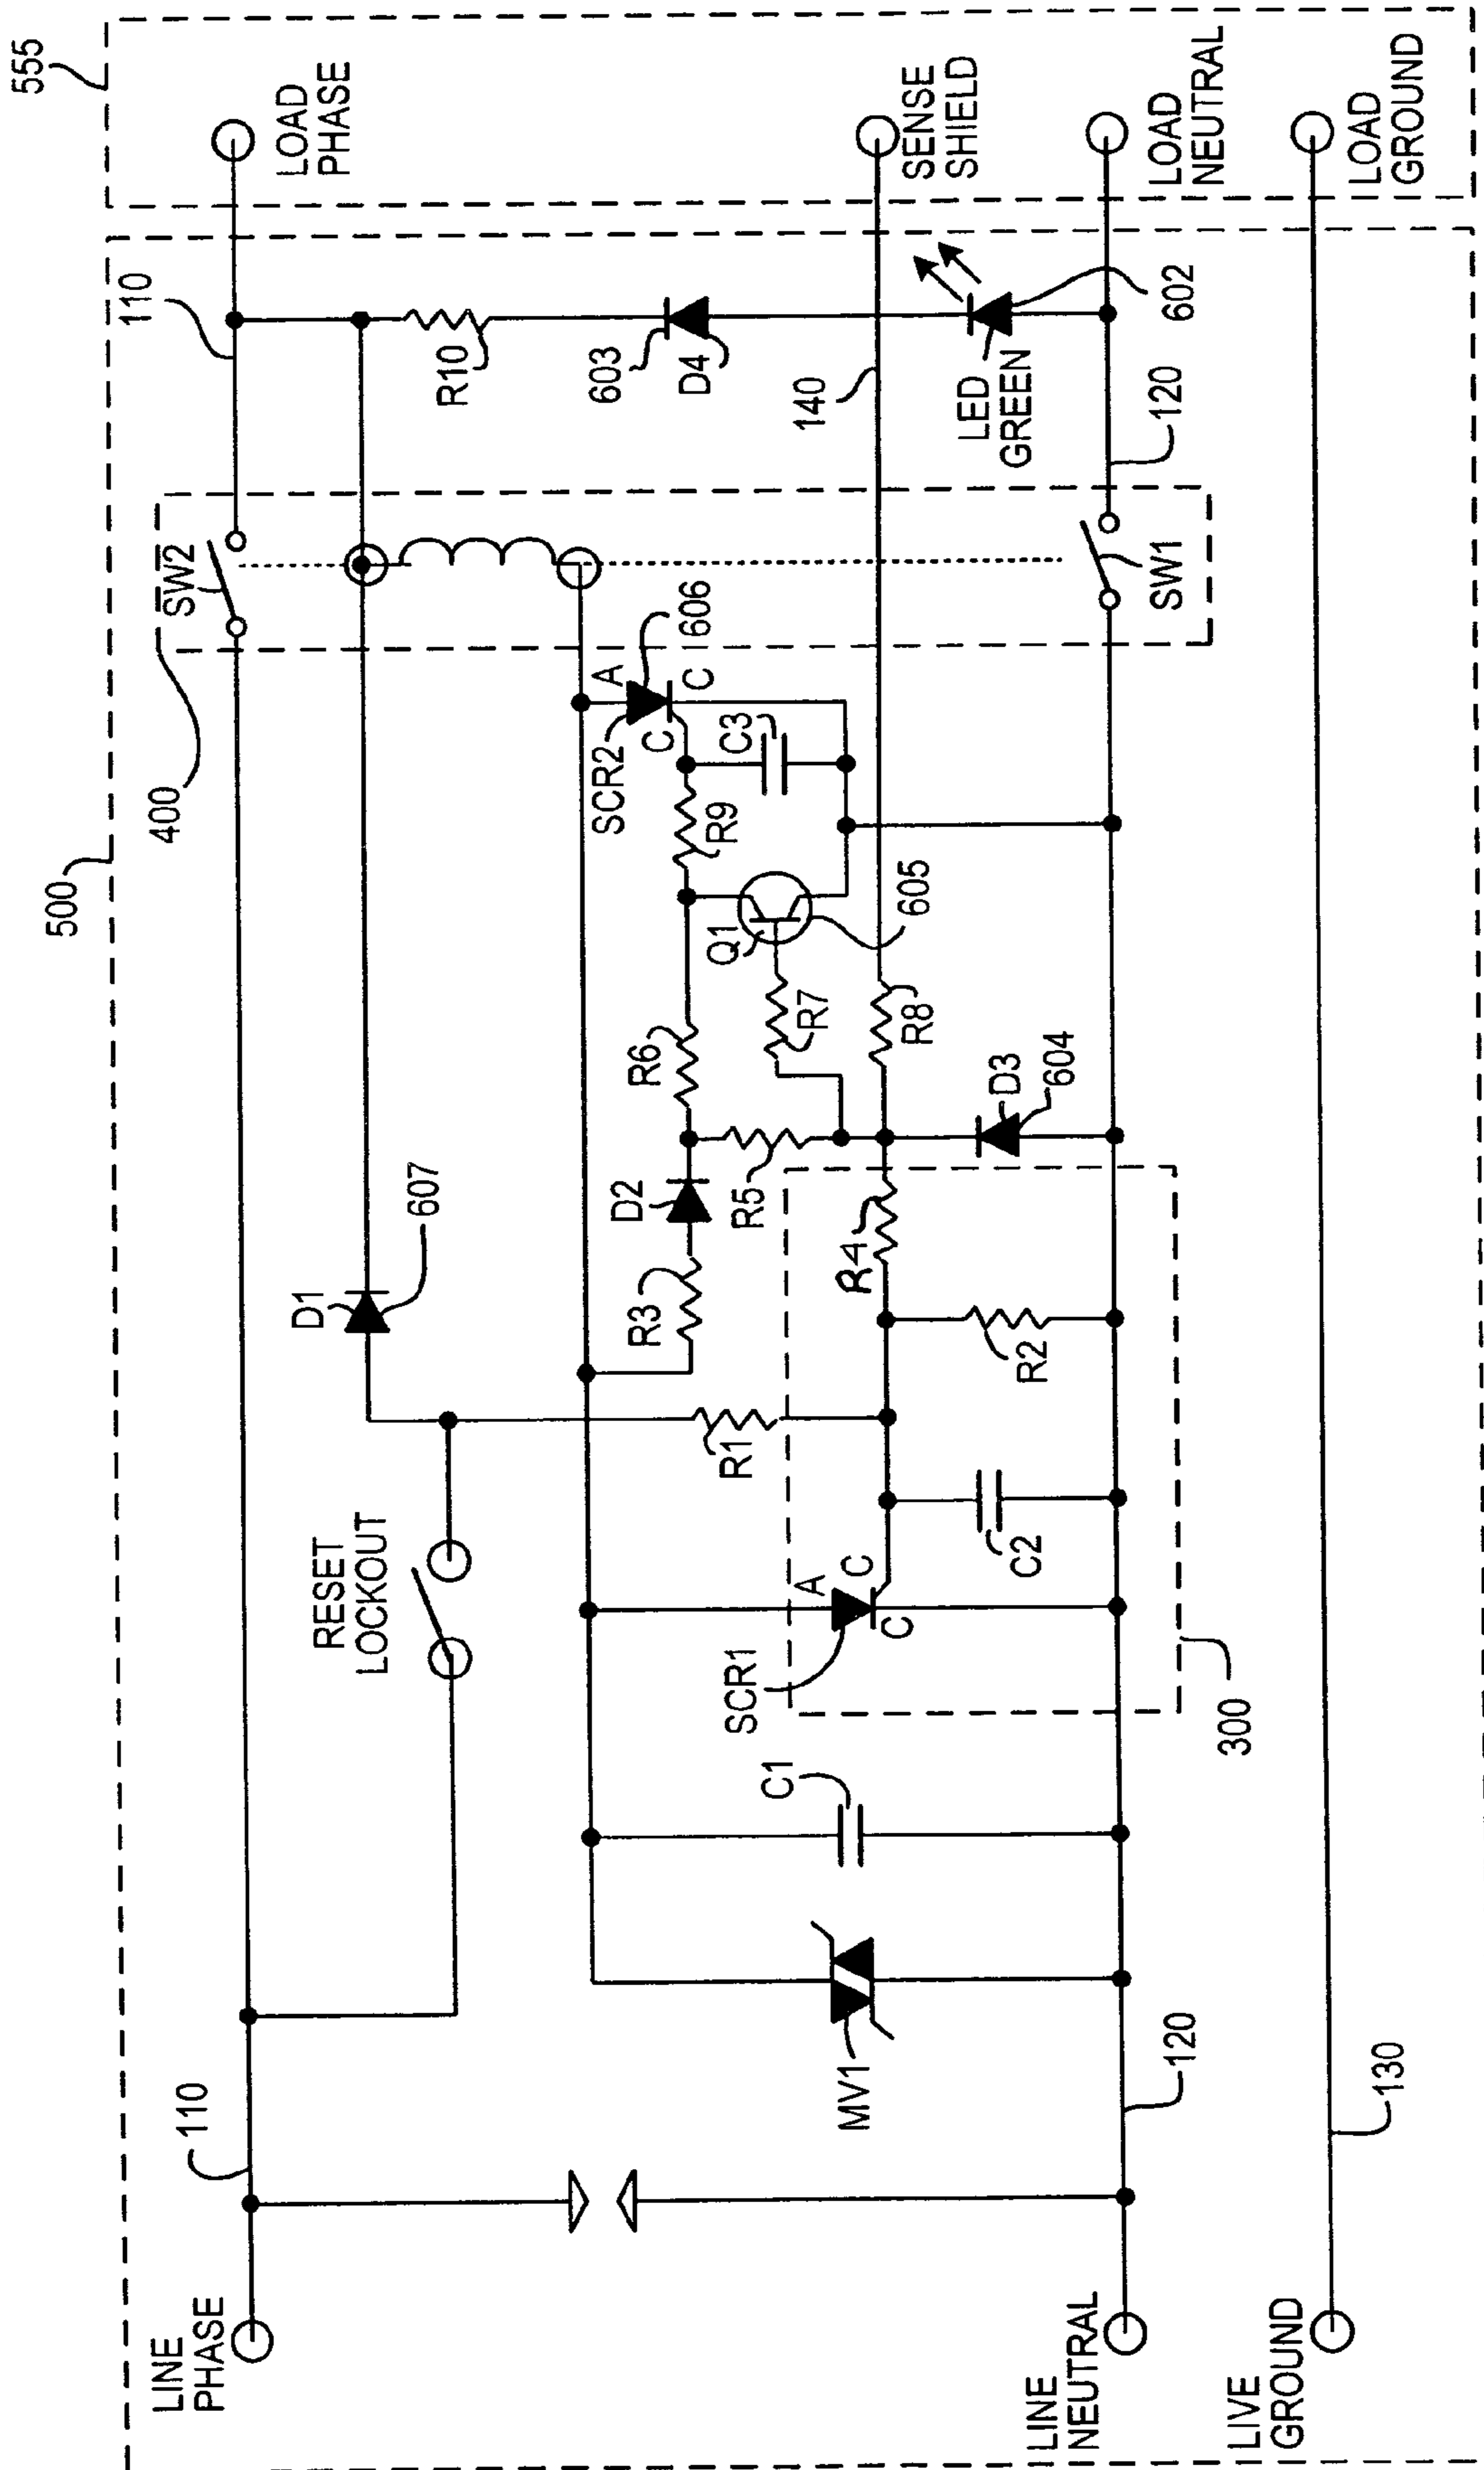 500
555
LINE
PHASE
110
RESET
LOCKOUT
D1
607
400
SW2
110
LOAD
PHASE
R10
603
D4
R3
D2
R6
SCR2
606
A
C
C
R9
C3
Q1
605
R1
R5
R7
140
SENSE
SHIELD
C1
SCR1
A
C
C
R4
R8
MV1
C2
R2
D3
604
LED
GREEN
602
LINE
NEUTRAL
120
300
SW1
120
LOAD
NEUTRAL
LIVE
GROUND
130
LOAD
GROUND